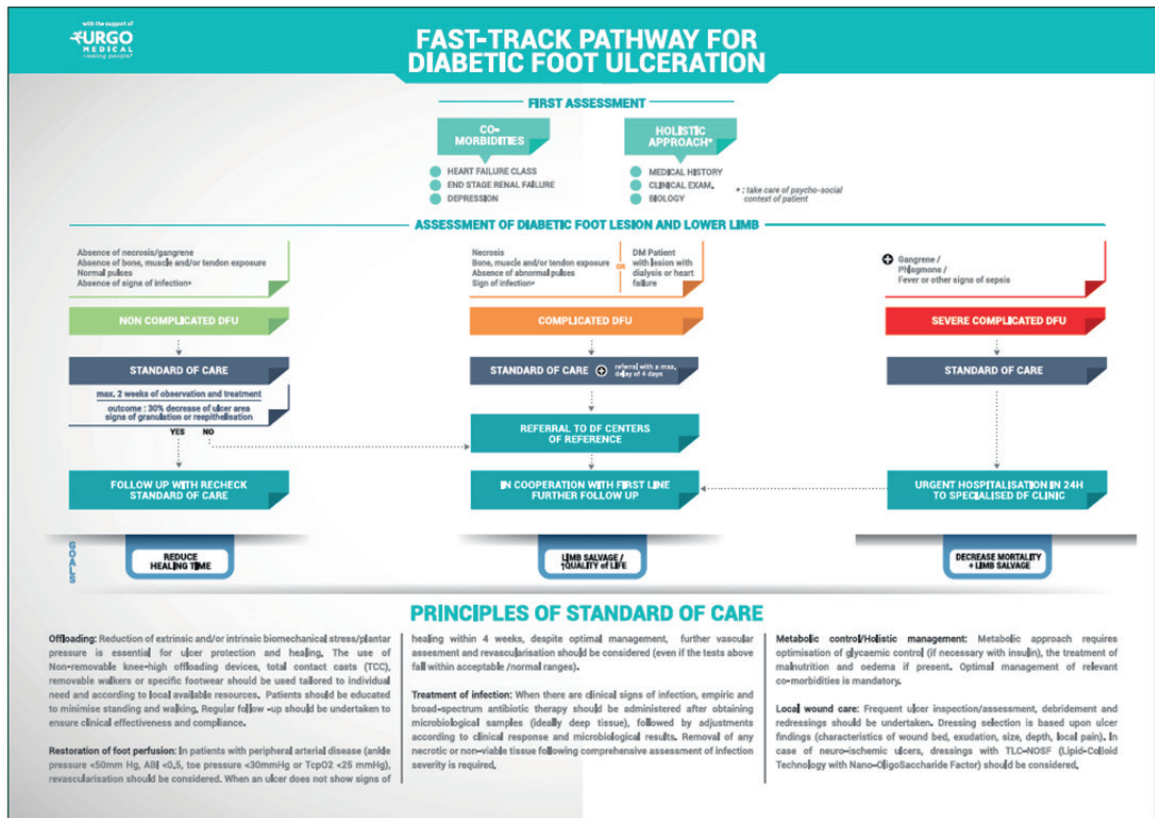 with the support of
URGO
MEDICAL
Healing people®
FAST-TRACK PATHWAY FOR
DIABETIC FOOT ULCERATION
FIRST ASSESSMENT
CO-
MORBIDITIES
HEART FAILURE CLASS
END STAGE RENAL FAILURE
DEPRESSION
HOLISTIC
APPROACH*
MEDICAL HISTORY
CLINICAL EXAM.
BIOLOGY
* : take care of psycho-social
context of patient
ASSESSMENT OF DIABETIC FOOT LESION AND LOWER LIMB
Absence of necrosis/gangrene
Absence of bone, muscle and/or tendon exposure
Normal pulses
Absence of signs of infection*
NON COMPLICATED DFU
STANDARD OF CARE
max. 2 weeks of observation and treatment
outcome : 30% decrease of ulcer area
signs of granulation or reepithelisation
YES NO
FOLLOW UP WITH RECHECK
STANDARD OF CARE
Necrosis
Bone, muscle and/or tendon exposure
Absence of abnormal pulses
Sign of infection*
OR
DM Patient
with lesion with
dialysis or heart
failure
COMPLICATED DFU
STANDARD OF CARE + referral with a max.
delay of 4 days
REFERRAL TO DF CENTERS
OF REFERENCE
IN COOPERATION WITH FIRST LINE
FURTHER FOLLOW UP
+ Gangrene /
Phlegmone /
Fever or other signs of sepsis
SEVERE COMPLICATED DFU
STANDARD OF CARE
URGENT HOSPITALISATION IN 24H
TO SPECIALISED DF CLINIC
GOALS
REDUCE
HEALING TIME
LIMB SALVAGE /
↑QUALITY of LIFE
DECREASE MORTALITY
+ LIMB SALVAGE
PRINCIPLES OF STANDARD OF CARE
Offloading: Reduction of extrinsic and/or intrinsic biomechanical stress/plantar
pressure is essential for ulcer protection and healing. The use of
Non-removable knee-high offloading devices, total contact casts (TCC),
removable walkers or specific footwear should be used tailored to individual
need and according to local available resources. Patients should be educated
to minimise standing and walking. Regular follow -up should be undertaken to
ensure clinical effectiveness and compliance.
Restoration of foot perfusion: In patients with peripheral arterial disease (ankle
pressure <50mm Hg, ABI <0.5, toe pressure <30mmHg or TcpO2 <25 mmHg),
revascularisation should be considered. When an ulcer does not show signs of
healing within 4 weeks, despite optimal management, further vascular
assesment and revascularisation should be considered (even if the tests above
fall within acceptable /normal ranges).
Treatment of infection: When there are clinical signs of infection, empiric and
broad-spectrum antibiotic therapy should be administered after obtaining
microbiological samples (ideally deep tissue), followed by adjustments
according to clinical response and microbiological results. Removal of any
necrotic or non-viable tissue following comprehensive assessment of infection
severity is required.
Metabolic control/Holistic management: Metabolic approach requires
optimisation of glycaemic control (if necessary with insulin), the treatment of
malnutrition and oedema if present. Optimal management of relevant
co-morbidities is mandatory.
Local wound care: Frequent ulcer inspection/assessment, debridement and
redressings should be undertaken. Dressing selection is based upon ulcer
findings (characteristics of wound bed, exudation, size, depth, local pain). In
case of neuro-ischemic ulcers, dressings with TLC-NOSF (Lipid-Colloid
Technology with Nano-OligoSaccharide Factor) should be considered.